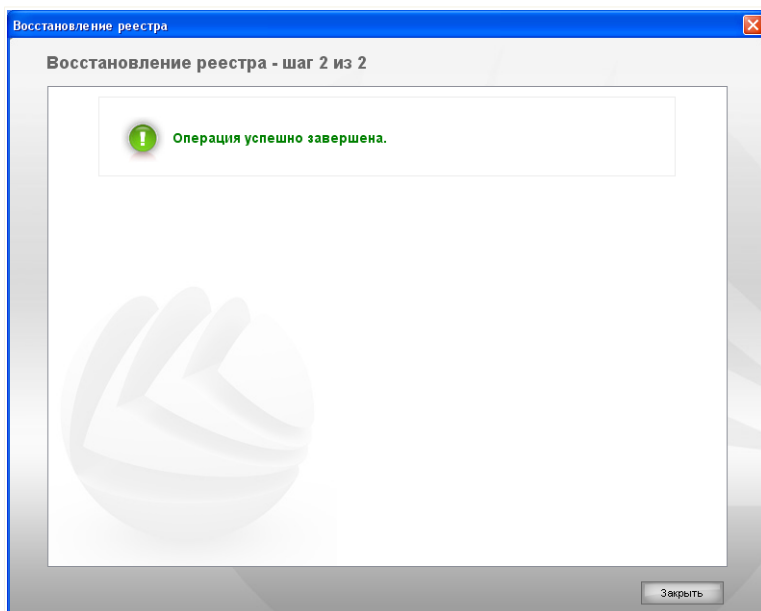 Восстановление реестра
Восстановление реестра - шаг 2 из 2
Операция успешно завершена.
Закрыть